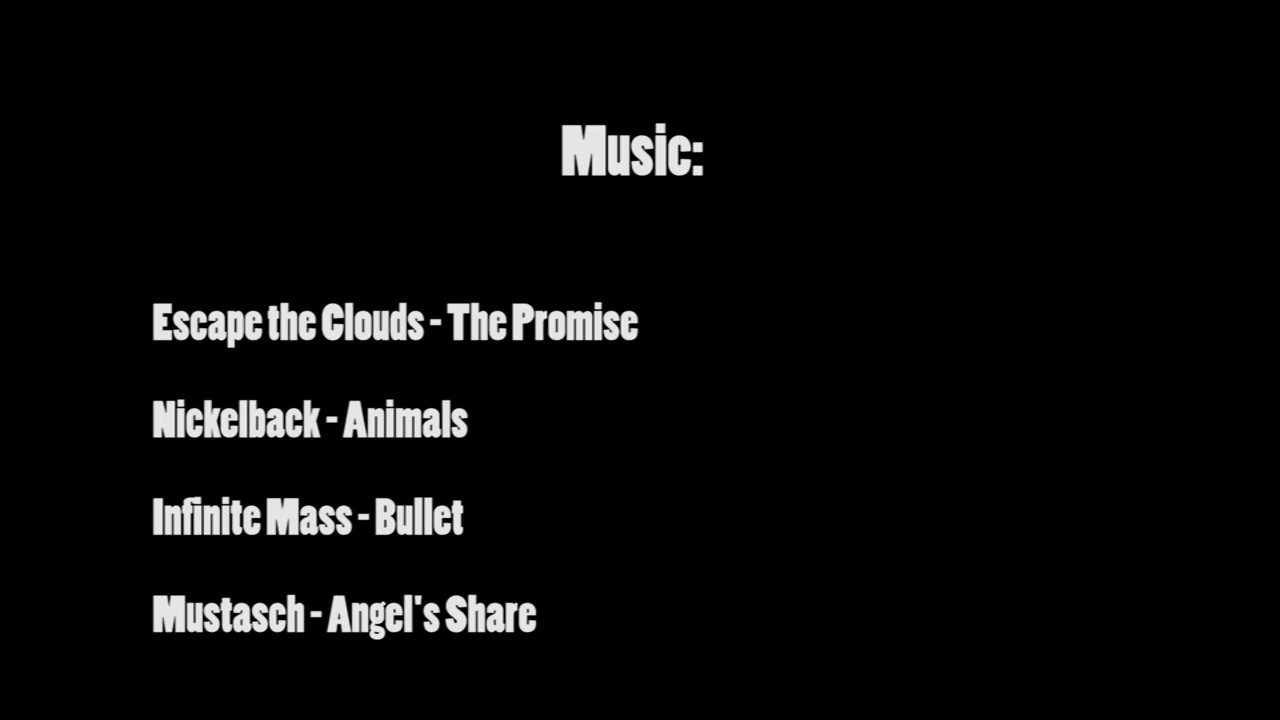 Music:
Escape the Clouds - The Promise
Nickelback - Animals
Infinite Mass - Bullet
Mustasch - Angel's Share